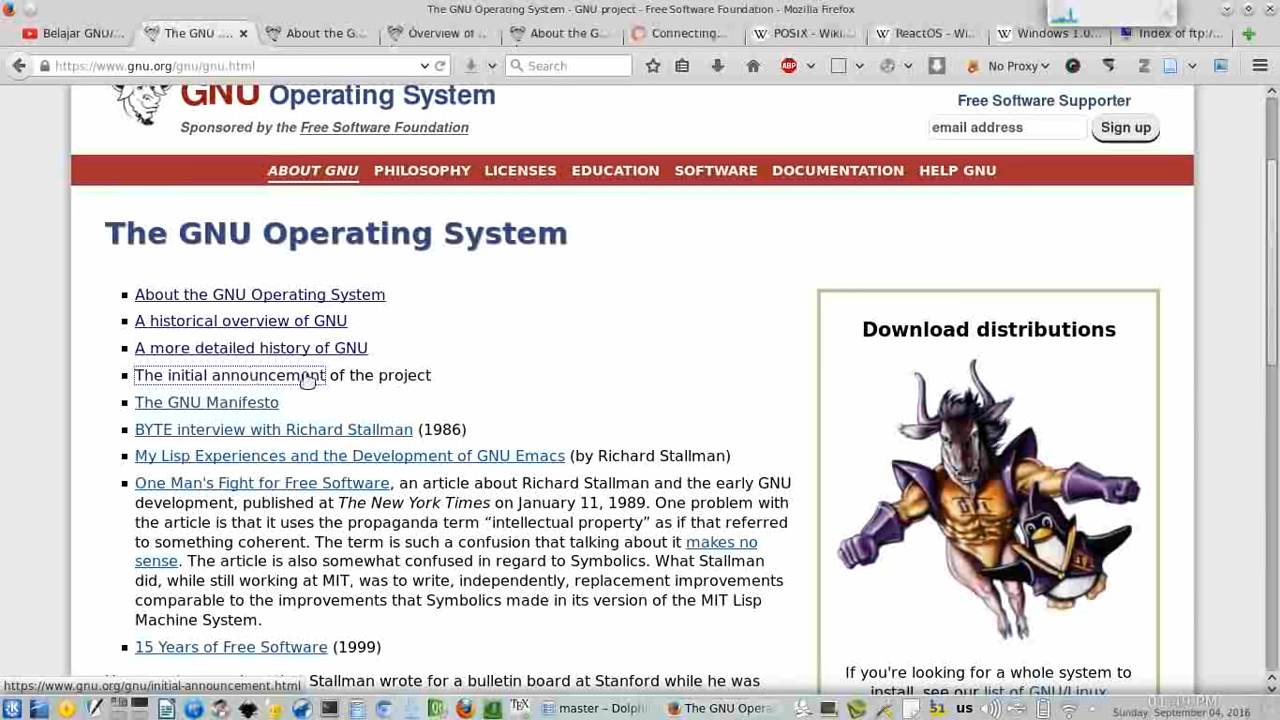 The GNU Operating System - GNU project - Free Software Foundation - Mozilla Firefox
Belajar GNU/...
The GNU ...
About the G...
Overview of ...
About the G...
Connecting...
POSIX - Wiki...
ReactOS - Wi...
Windows 1.0...
Index of ftp:/...
https://www.gnu.org/gnu/gnu.html
Search
ABP
No Proxy
GNU Operating System
Sponsored by the Free Software Foundation
Free Software Supporter
email address
Sign up
ABOUT GNU PHILOSOPHY LICENSES EDUCATION SOFTWARE DOCUMENTATION HELP GNU
The GNU Operating System
About the GNU Operating System
A historical overview of GNU
A more detailed history of GNU
The initial announcement of the project
The GNU Manifesto
BYTE interview with Richard Stallman (1986)
My Lisp Experiences and the Development of GNU Emacs (by Richard Stallman)
One Man's Fight for Free Software, an article about Richard Stallman and the early GNU
development, published at The New York Times on January 11, 1989. One problem with
the article is that it uses the propaganda term “intellectual property” as if that referred
to something coherent. The term is such a confusion that talking about it makes no
sense. The article is also somewhat confused in regard to Symbolics. What Stallman
did, while still working at MIT, was to write, independently, replacement improvements
comparable to the improvements that Symbolics made in its version of the MIT Lisp
Machine System.
15 Years of Free Software (1999)
Stallman wrote for a bulletin board at Stanford while he was
Download distributions
If you're looking for a whole system to
install, see our list of GNU/Linux
https://www.gnu.org/gnu/initial-announcement.html
master – Dolph
The GNU Opera
51
us
01:49 PM
Sunday, September 04, 2016